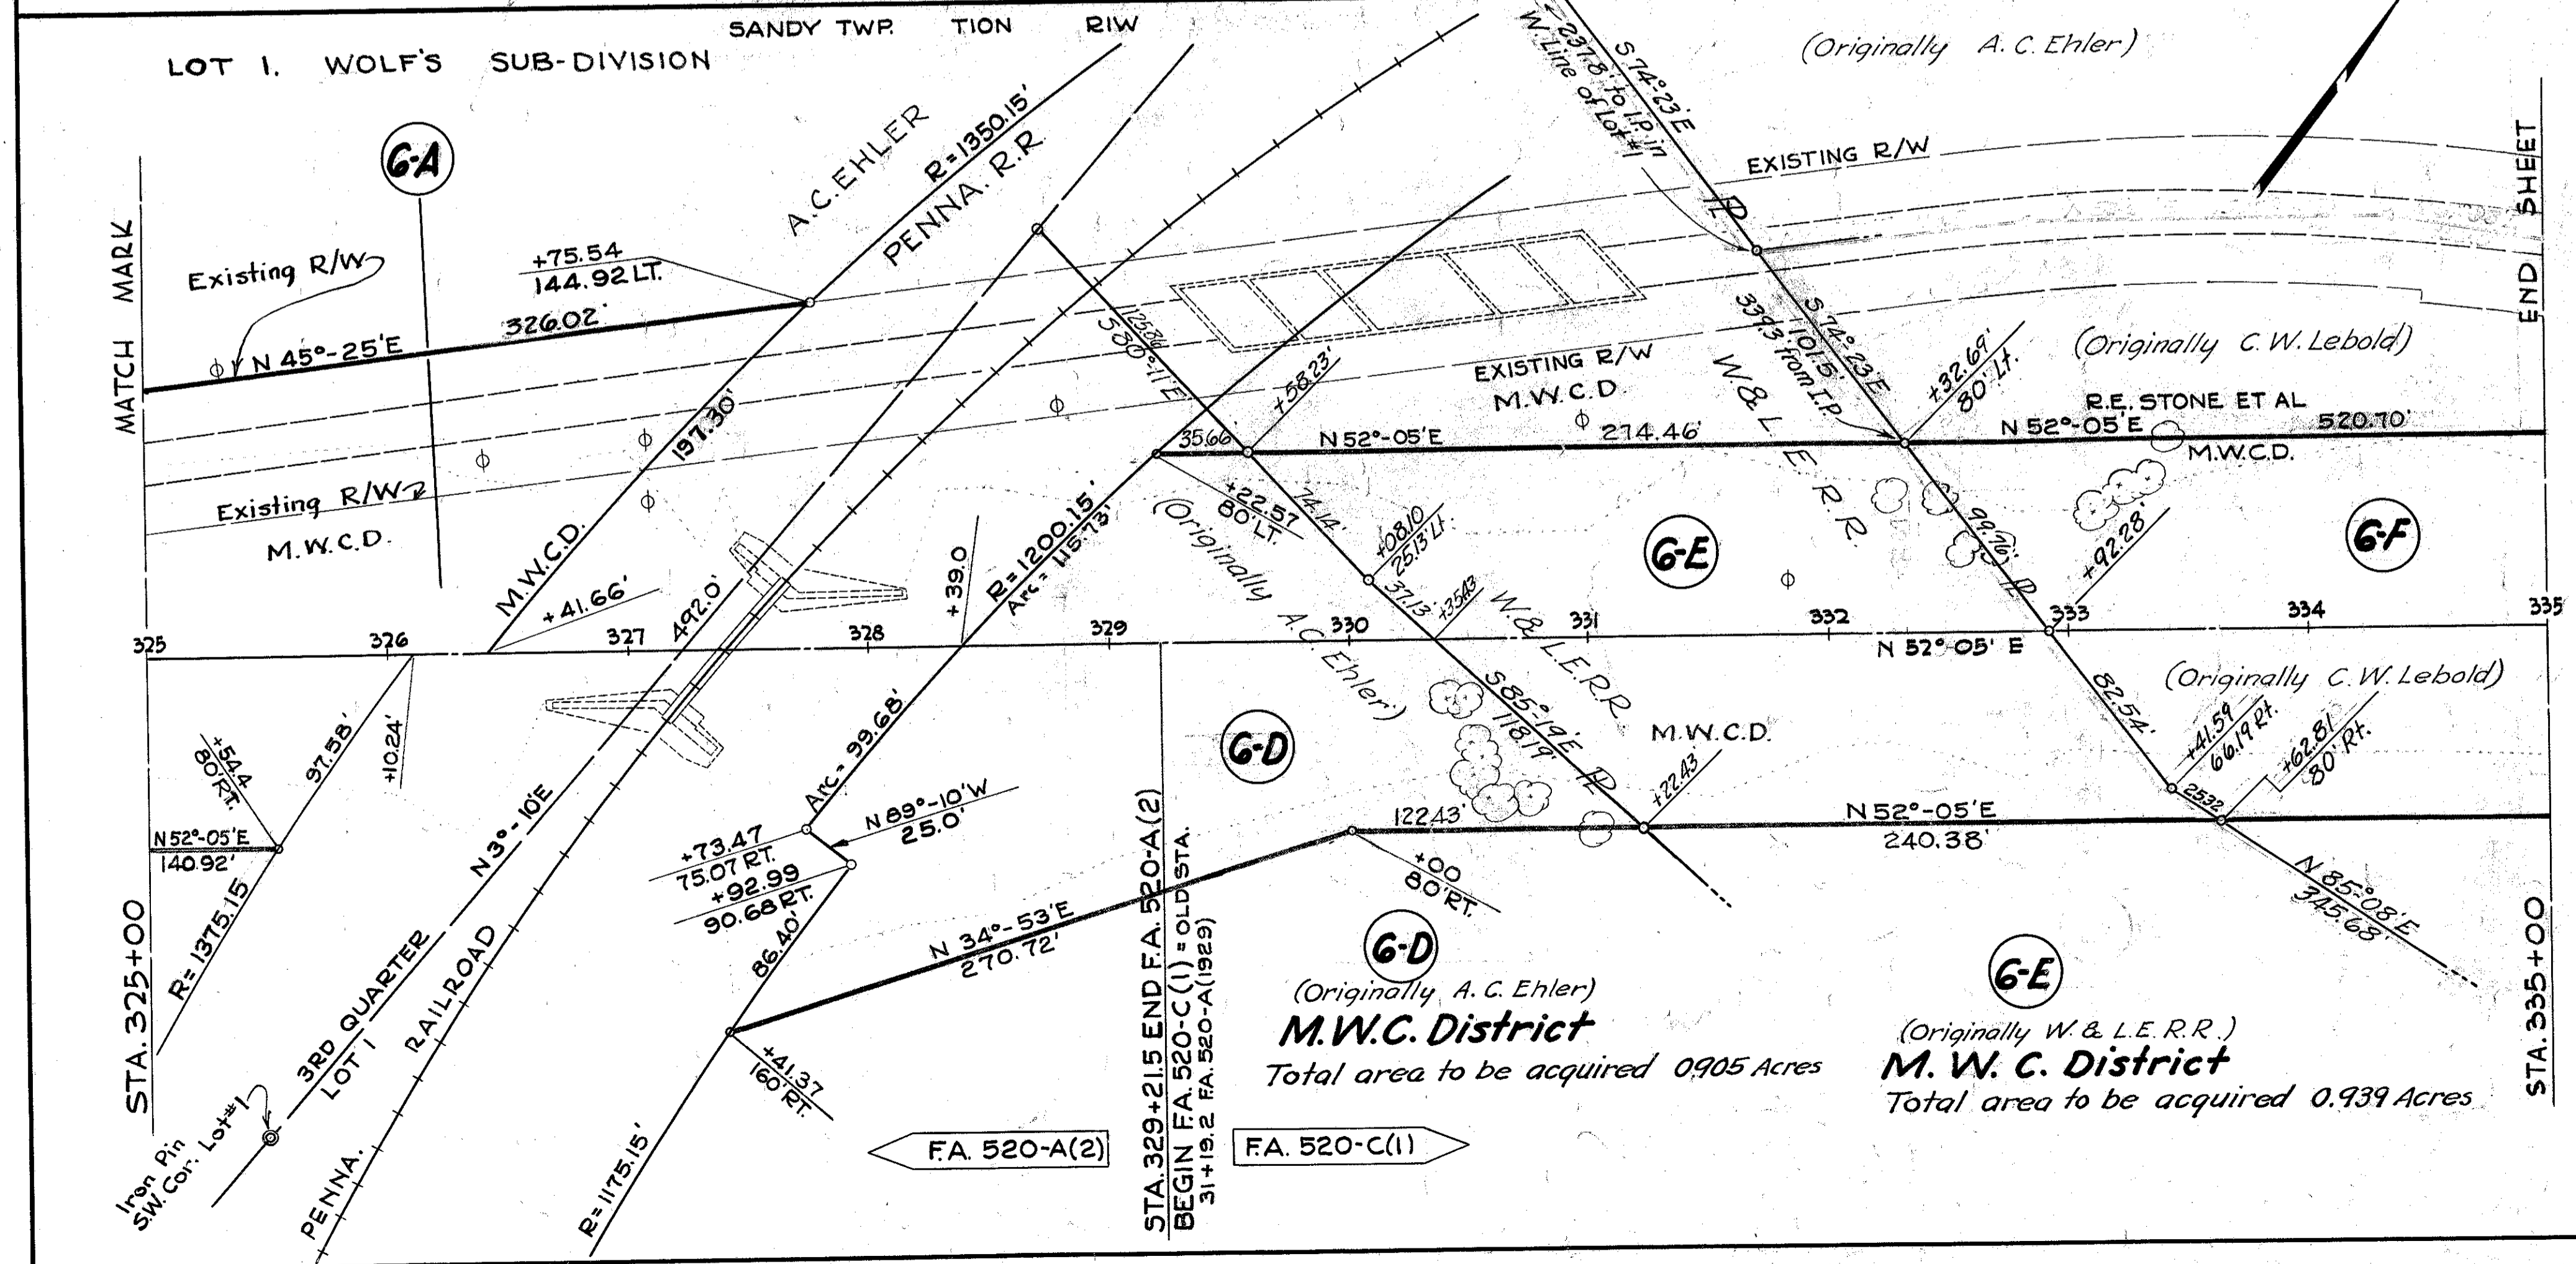 SANDY TWP. TION RIW
LOT 1. WOLF'S SUB-DIVISION
(Originally A. C. Ehler)
237.8' to I.P. in
W. Line of Lot #1
S 74°-23'E
6-A
A.C. EHLER
R = 1350.15'
PENNA. R.R.
EXISTING R/W
END SHEET
MATCH MARK
Existing R/W
+75.54
144.92 LT.
326.02'
N 45°-25'E
197.30'
M.W.C.D.
Existing R/W
M.W.C.D.
125.86
S 80°-11'E
+58.23'
EXISTING R/W
M.W.C.D.
35.66'
N 52°-05'E
274.46'
S 74°-23'E
101.5'
339.3' from I.P.
W. & L. E. R. R.
+32.69'
80' Lt.
(Originally C. W. Lebold)
R.E. STONE ET AL
N 52°-05'E
520.70'
M.W.C.D.
+22.57
80' LT.
74.14'
+08.10
25.13' Lt.
37.13'
+35.43
(Originally A. C. Ehler)
R = 1200.15'
Arc = 115.73'
+39.0
+41.66'
492.0'
6-E
99.76'
+92.28'
6-F
325 326 327 328 329 330 331 332 333 334 335
N 52°-05' E
W. & L. E. R. R.
S 85°-19'E
118.19'
M.W.C.D.
+22.43'
82.54'
(Originally C. W. Lebold)
+41.59
66.19 Rt.
+62.81
80' Rt.
25.32
+54.4
80' RT.
97.58'
+10.24'
N 52°-05'E
140.92'
R = 1375.15
N 3°-10'E
Arc = 99.68'
N 89°-10'W
25.0'
+73.47
75.07 RT.
+92.99
90.68 RT.
86.40'
6-D
122.43'
+00
80' RT.
N 52°-05'E
240.38'
N 85°-08'E
345.68'
N 34°-53'E
270.72'
+41.37
160' RT.
R = 1175.15'
STA. 325+00
3RD QUARTER
LOT 1
PENNA. RAILROAD
Iron Pin
S.W. Cor. Lot #1
STA. 329+21.5 END F.A. 520-A(2)
BEGIN F.A. 520-C(1) = OLD STA.
31+19.2 F.A. 520-A(1929)
F.A. 520-A(2)
F.A. 520-C(1)
6-D
(Originally A. C. Ehler)
M.W.C. District
Total area to be acquired 0.905 Acres
6-E
(Originally W. & L.E.R.R.)
M. W. C. District
Total area to be acquired 0.939 Acres
STA. 335+00